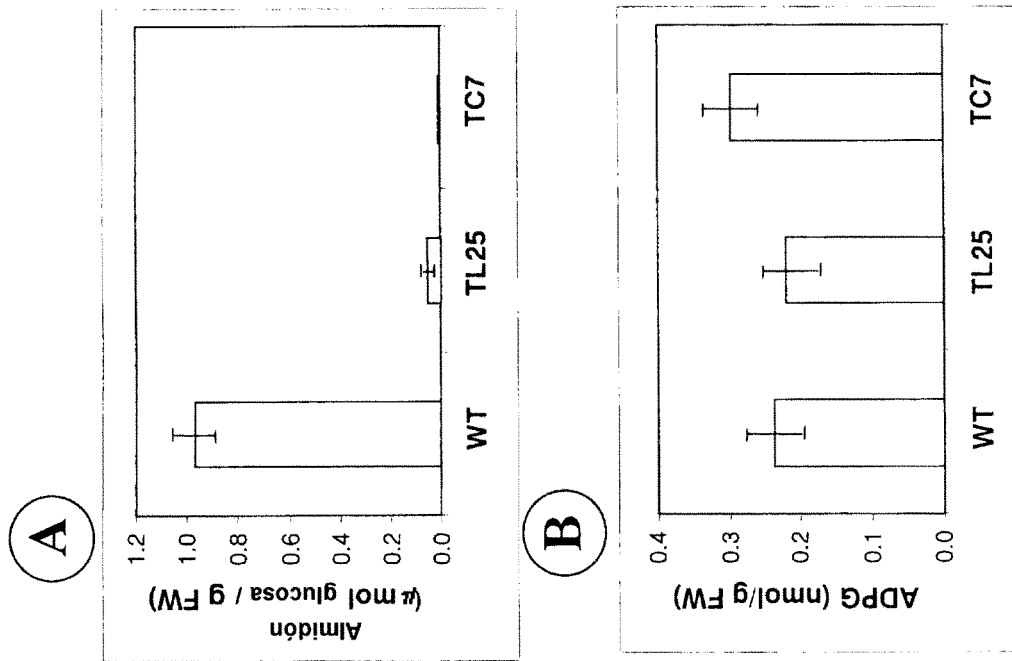 A
Almidón
(μ mol glucosa / g FW)
1.2
1.0
0.8
0.6
0.4
0.2
0.0
WT
TL25
TC7
B
ADPG (nmol/g FW)
0.4
0.3
0.2
0.1
0.0
WT
TL25
TC7